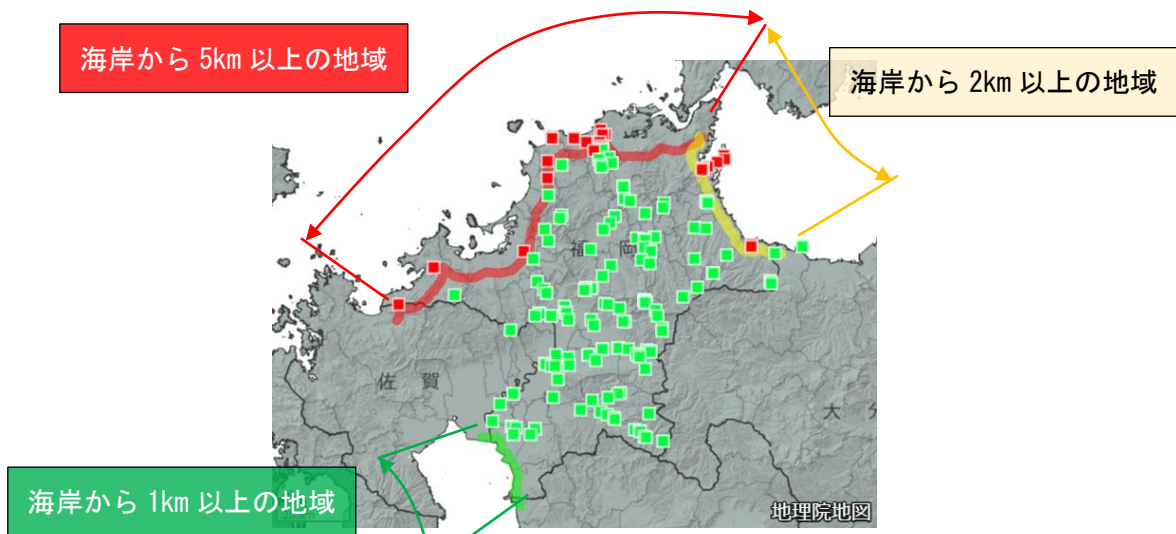 海岸から 5km 以上の地域
海岸から 2km 以上の地域
福岡
佐賀
大分
海岸から 1km 以上の地域
地理院地図